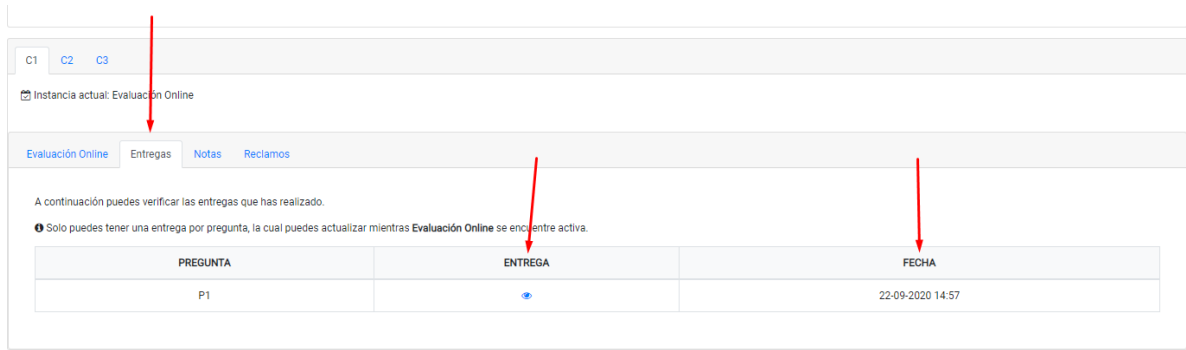 C1 C2 C3
Instancia actual: Evaluación Online
Evaluación Online Entregas Notas Reclamos
A continuación puedes verificar las entregas que has realizado.
Solo puedes tener una entrega por pregunta, la cual puedes actualizar mientras Evaluación Online se encuentre activa.
PREGUNTA ENTREGA FECHA
P1 22-09-2020 14:57